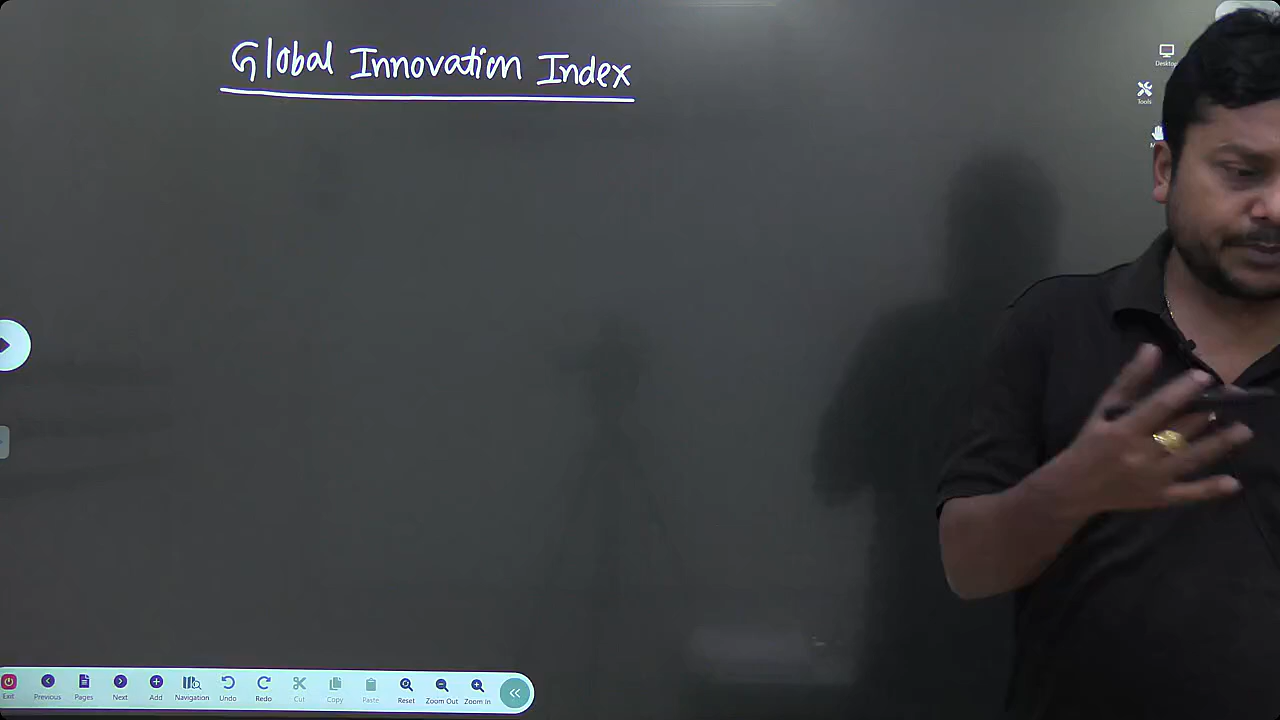 Global Innovation Index
Desktop
Tools
Exit
Previous
Pages
Next
Add
Navigation
Undo
Redo
Cut
Copy
Paste
Reset
Zoom Out
Zoom In